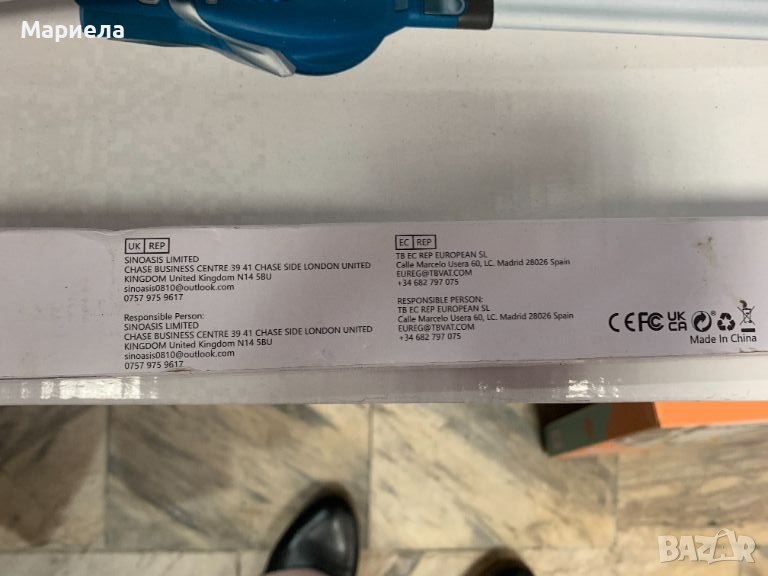 Мариела
UK REP
SINOASIS LIMITED
CHASE BUSINESS CENTRE 39 41 CHASE SIDE LONDON UNITED
KINGDOM United Kingdom N14 5BU
sinoasis0810@outlook.com
0757 975 9617
Responsible Person:
SINOASIS LIMITED
CHASE BUSINESS CENTRE 39 41 CHASE SIDE LONDON UNITED
KINGDOM United Kingdom N14 5BU
sinoasis0810@outlook.com
0757 975 9617
EC REP
TB EC REP EUROPEAN SL
Calle Marcelo Usera 60, LC. Madrid 28026 Spain
EUREG@TBVAT.COM
+34 682 797 075
RESPONSIBLE PERSON:
TB EC REP EUROPEAN SL
Calle Marcelo Usera 60, LC. Madrid 28026 Spain
EUREG@TBVAT.COM
+34 682 797 075
CE FC UK CA
Made In China
BAZAR